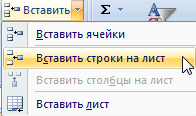 Вставить Σ
Вставить ячейки
Вставить строки на лист
Вставить столбцы на лист
Вставить лист